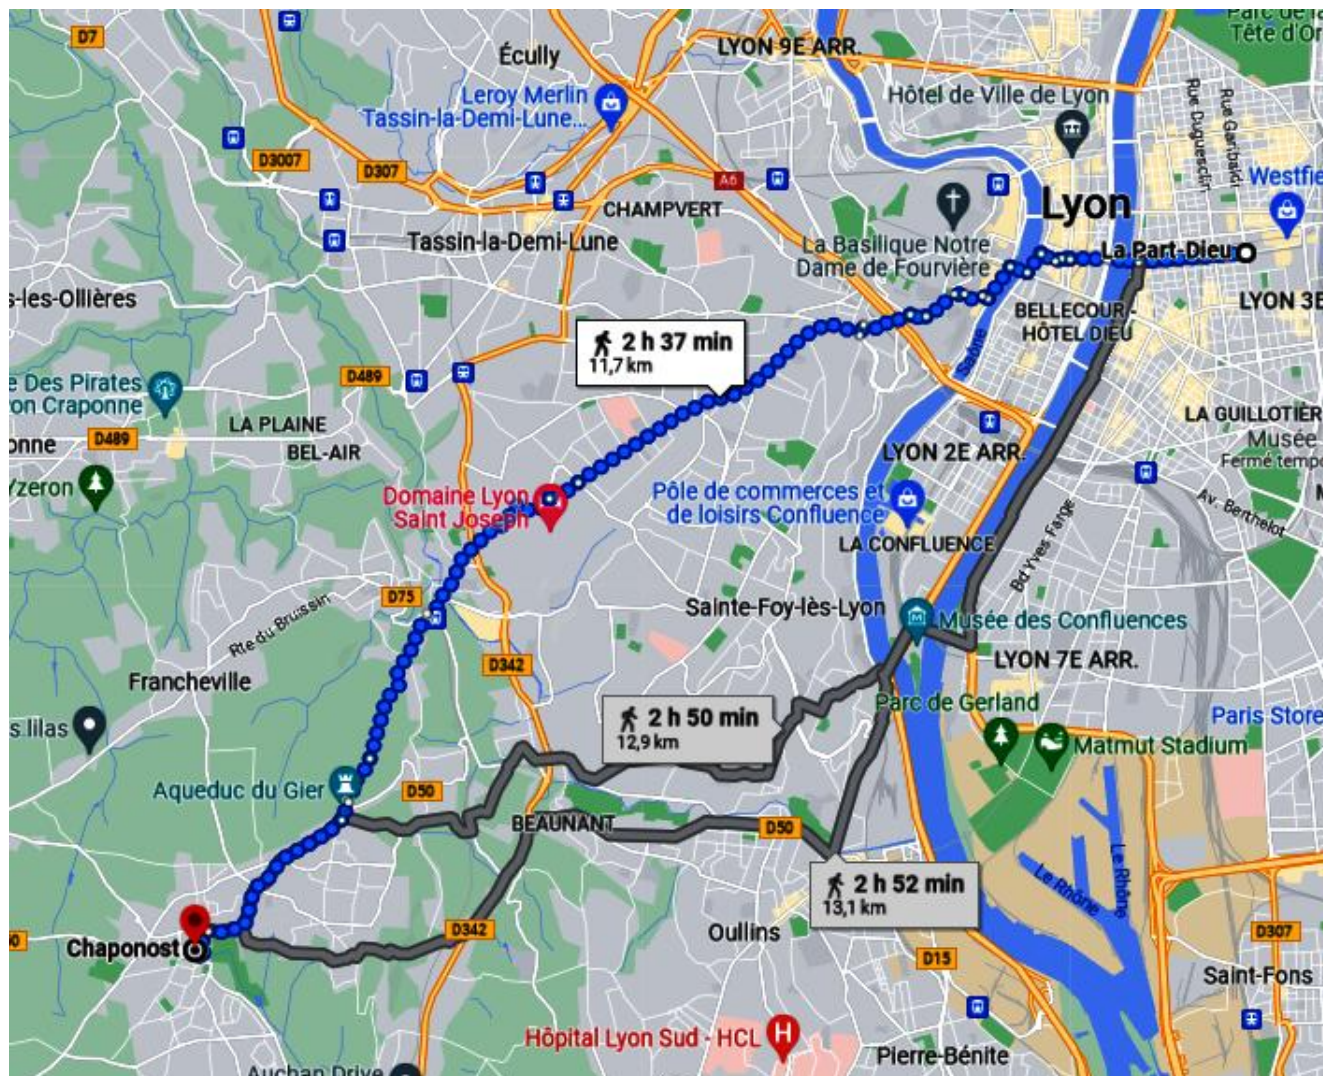 Parc de la
Tête d'Or
D7
LYON 9E ARR.
Écully
Leroy Merlin
Tassin-la-Demi-Lune...
Hôtel de Ville de Lyon
Rue Duguesclin
Rue Garibaldi
D3007
D307
A6
Westfie
CHAMPVERT
Lyon
Tassin-la-Demi-Lune
La Basilique Notre
Dame de Fourvière
La Part-Dieu
s-les-Ollières
LYON 3E
BELLECOUR -
HÔTEL DIEU
2 h 37 min
11,7 km
Saône
D489
e Des Pirates
on Craponne
LA PLAINE
LA GUILLOTIÈR
onne
D489
BEL-AIR
LYON 2E ARR.
Musée
Fermé tempo
Yzeron
Domaine Lyon
Saint Joseph
Pôle de commerces et
de loisirs Confluence
Av. Berthelot
LA CONFLUENCE
Bd Yves Farge
D75
Rte du Bruissin
Sainte-Foy-lès-Lyon
Musée des Confluences
D342
LYON 7E ARR.
Francheville
Parc de Gerland
s lilas
2 h 50 min
12,9 km
Paris Store
Matmut Stadium
Aqueduc du Gier
D50
BEAUNANT
D50
Le Rhône
Le Rhône
2 h 52 min
13,1 km
Chaponost
D342
Oullins
D307
D15
Saint-Fons
Hôpital Lyon Sud - HCL
Pierre-Bénite
Auchan Drive